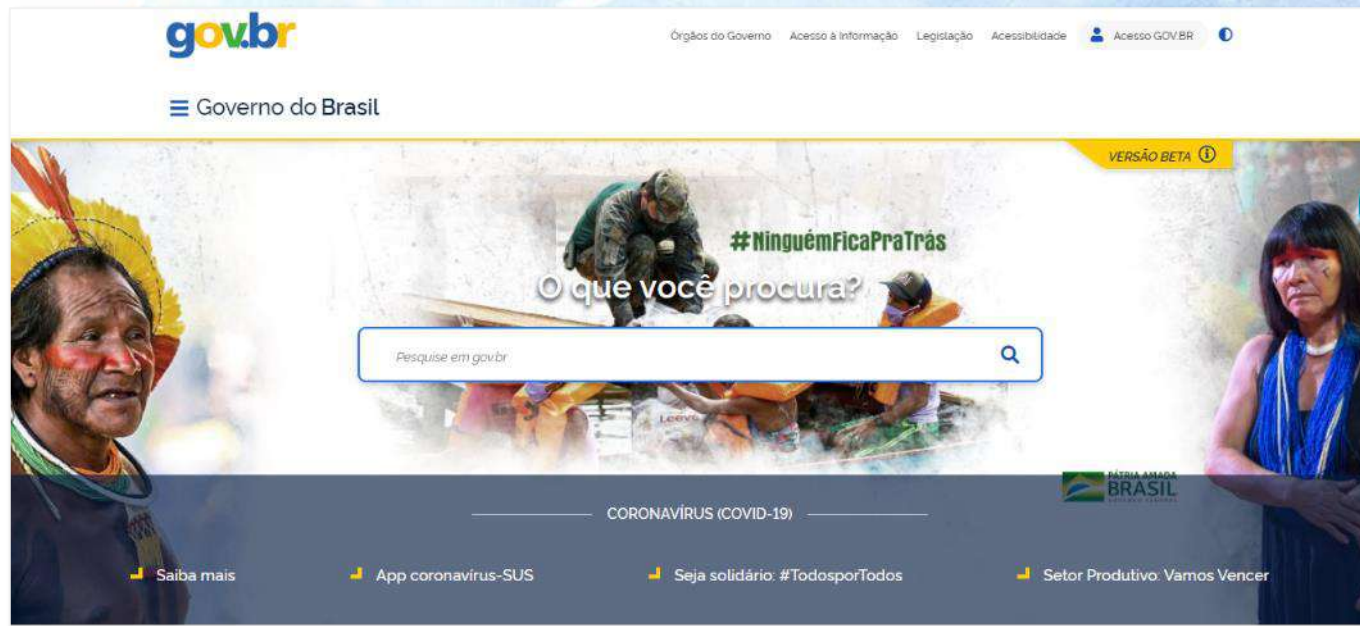 gov.br
Órgãos do Governo Acesso à Informação Legislação Acessibilidade Acesso GOV.BR
Governo do Brasil
VERSÃO BETA
#NinguémFicaPraTrás
O que você procura?
Pesquise em gov.br
PÁTRIA AMADA
BRASIL
CORONAVÍRUS (COVID-19)
Saiba mais App coronavírus-SUS Seja solidário: #TodosporTodos Setor Produtivo: Vamos Vencer